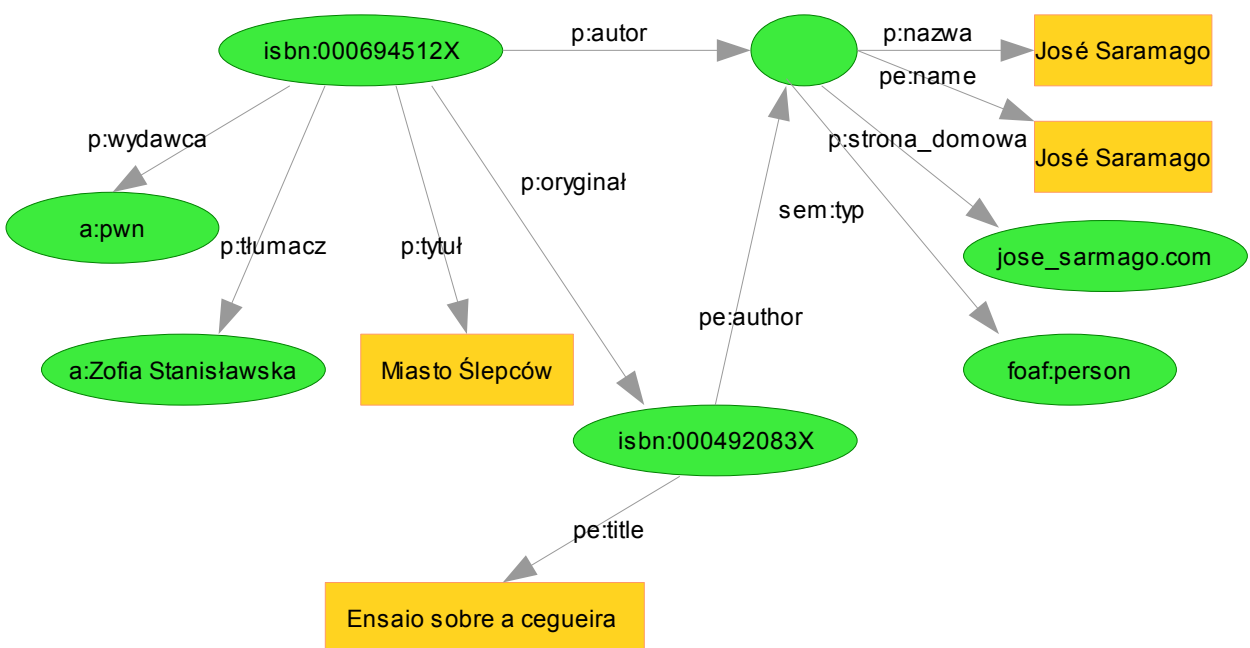 p:autor
p:nazwa
isbn:000694512X
José Saramago
pe:name
p:wydawca
p:strona_domowa
José Saramago
p:oryginał
sem:typ
a:pwn
p:tłumacz
p:tytuł
jose_sarmago.com
pe:author
a:Zofia Stanisławska
Miasto Ślepców
foaf:person
isbn:000492083X
pe:title
Ensaio sobre a cegueira